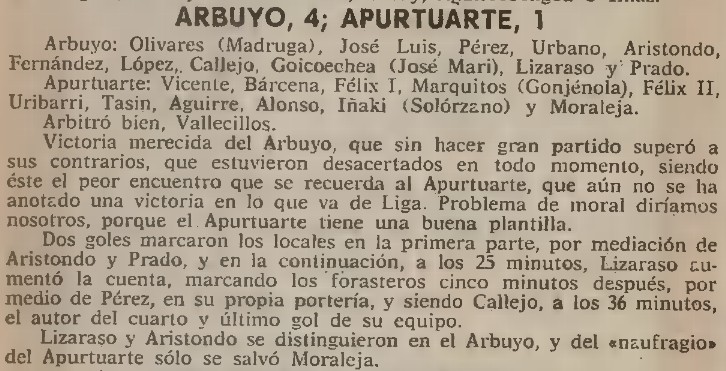 ARBUYO, 4; APURTUARTE, 1
Arbuyo: Olivares (Madruga), José Luis, Pérez, Urbano, Aristondo,
Fernández, López, Callejo, Goicoechea (José Mari), Lizaraso y Prado.
Apurtuarte: Vicente, Bárcena, Félix I, Marquitos (Gonjénola), Félix II,
Uribarri, Tasin, Aguirre, Alonso, Iñaki (Solórzano) y Moraleja.
Arbitró bien, Vallecillos.
Victoria merecida del Arbuyo, que sin hacer gran partido superó a
sus contrarios, que estuvieron desacertados en todo momento, siendo
éste el peor encuentro que se recuerda al Apurtuarte, que aún no se ha
anotado una victoria en lo que va de Liga. Problema de moral diríamos
nosotros, porque el Apurtuarte tiene una buena plantilla.
Dos goles marcaron los locales en la primera parte, por mediación de
Aristondo y Prado, y en la continuación, a los 25 minutos, Lizaraso au-
mentó la cuenta, marcando los forasteros cinco minutos después, por
medio de Pérez, en su propia portería, y siendo Callejo, a los 36 minutos,
el autor del cuarto y último gol de su equipo.
Lizaraso y Aristondo se distinguieron en el Arbuyo, y del «naufragio»
del Apurtuarte sólo se salvó Moraleja.